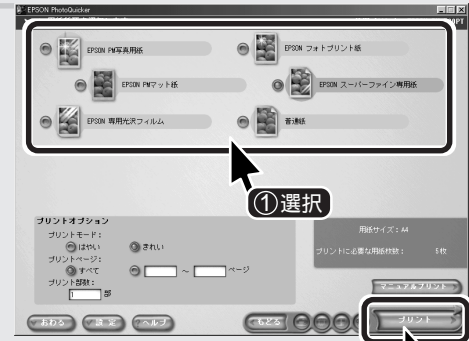 EPSON PhotoQuicker
EPSON PM写真用紙
EPSON フォトプリント紙
EPSON PMマット紙
EPSON スーパーファイン専用紙
EPSON 専用光沢フィルム
普通紙
①選択
プリントオプション
プリントモード：
はやい きれい
プリントページ：
すべて ～ ページ
プリント部数：
1 部
用紙サイズ：A4
プリントに必要な用紙枚数： 5枚
マニュアルプリント
おわる 設定 ヘルプ もどる プリント